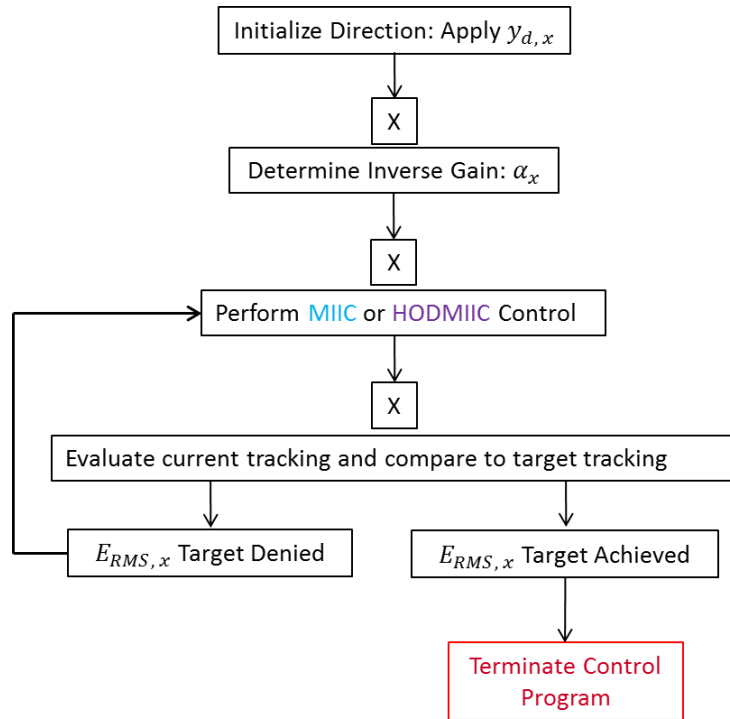 Initialize Direction: Apply y_{d,x}
X
Determine Inverse Gain: α_x
X
Perform MIIC or HODMIIC Control
X
Evaluate current tracking and compare to target tracking
E_{RMS,x} Target Denied
E_{RMS,x} Target Achieved
Terminate Control
Program